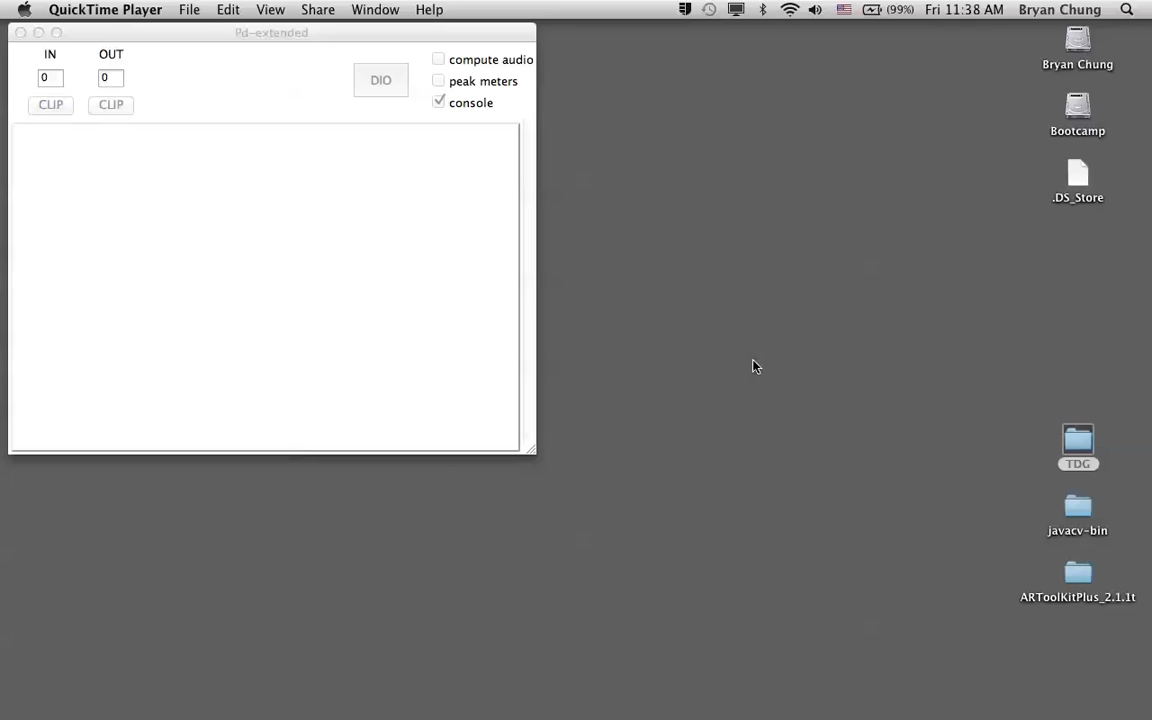 QuickTime Player File Edit View Share Window Help (99%) Fri 11:38 AM Bryan Chung
Pd-extended
IN OUT
0 0
CLIP CLIP
DIO
compute audio
peak meters
console
Bryan Chung
Bootcamp
.DS_Store
TDG
javacv-bin
ARToolKitPlus_2.1.1t